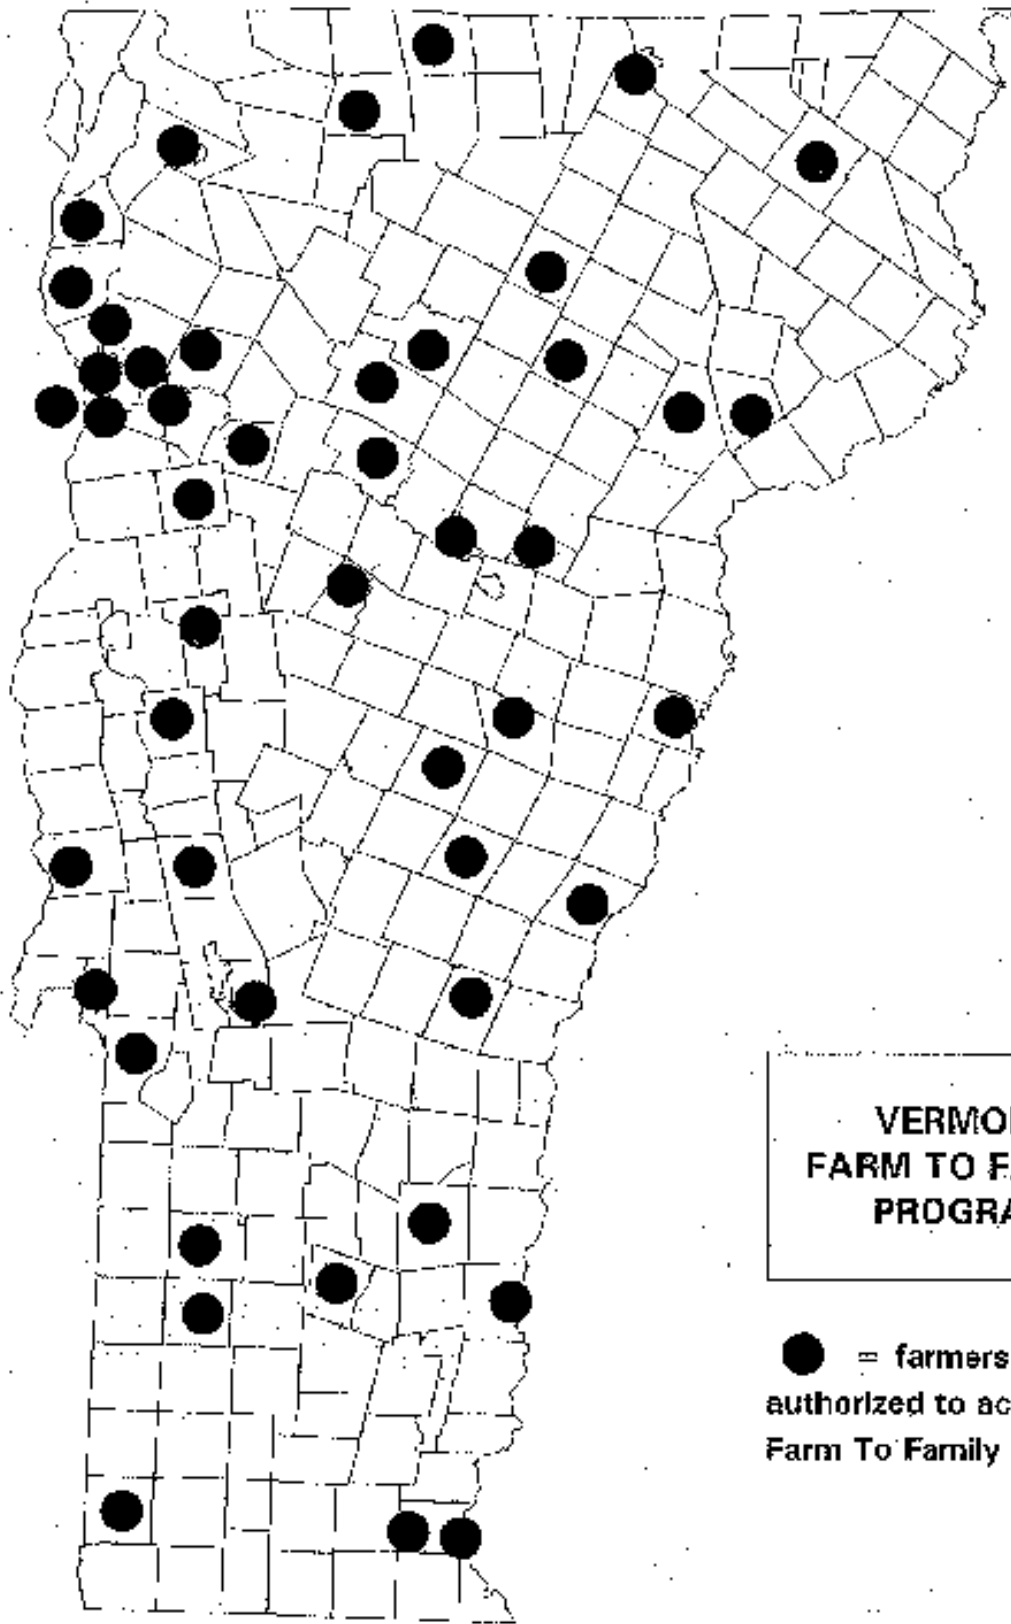 VERMO
FARM TO F
PROGRA
= farmers
authorized to ac
Farm To Family